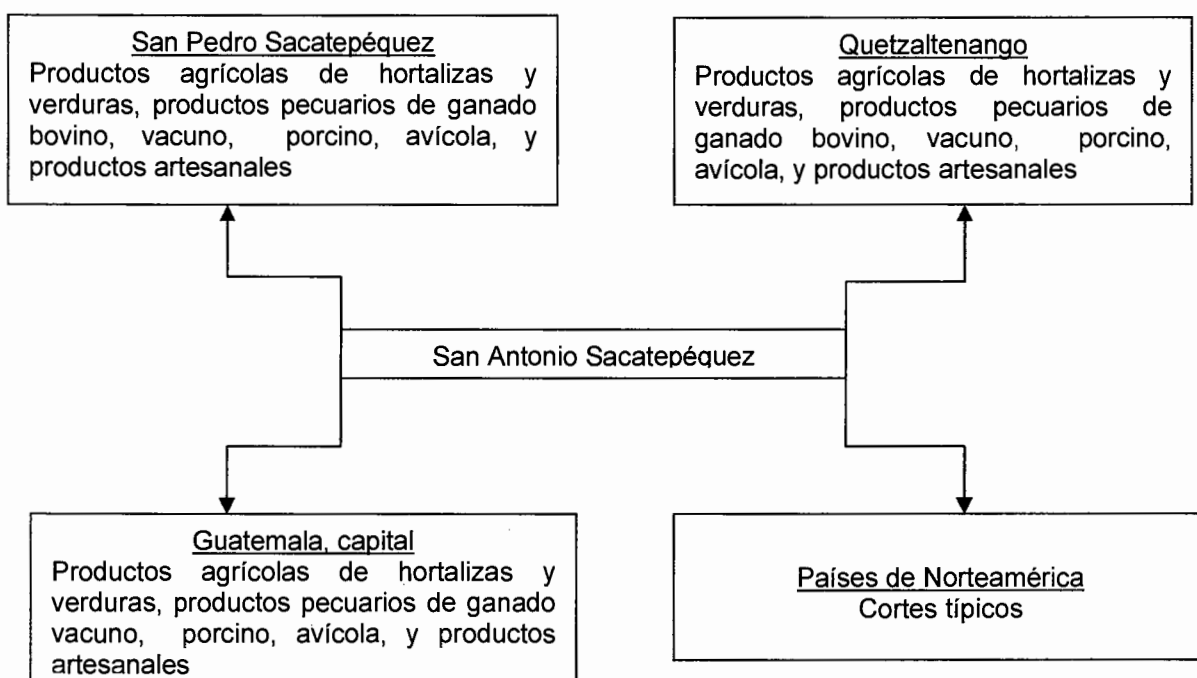 San Pedro Sacatepéquez
Productos agrícolas de hortalizas y
verduras, productos pecuarios de ganado
bovino, vacuno, porcino, avícola, y
productos artesanales
Quetzaltenango
Productos agrícolas de hortalizas y
verduras, productos pecuarios de
ganado bovino, vacuno, porcino,
avícola, y productos artesanales
San Antonio Sacatepéquez
Guatemala, capital
Productos agrícolas de hortalizas y
verduras, productos pecuarios de ganado
vacuno, porcino, avícola, y productos
artesanales
Países de Norteamérica
Cortes típicos